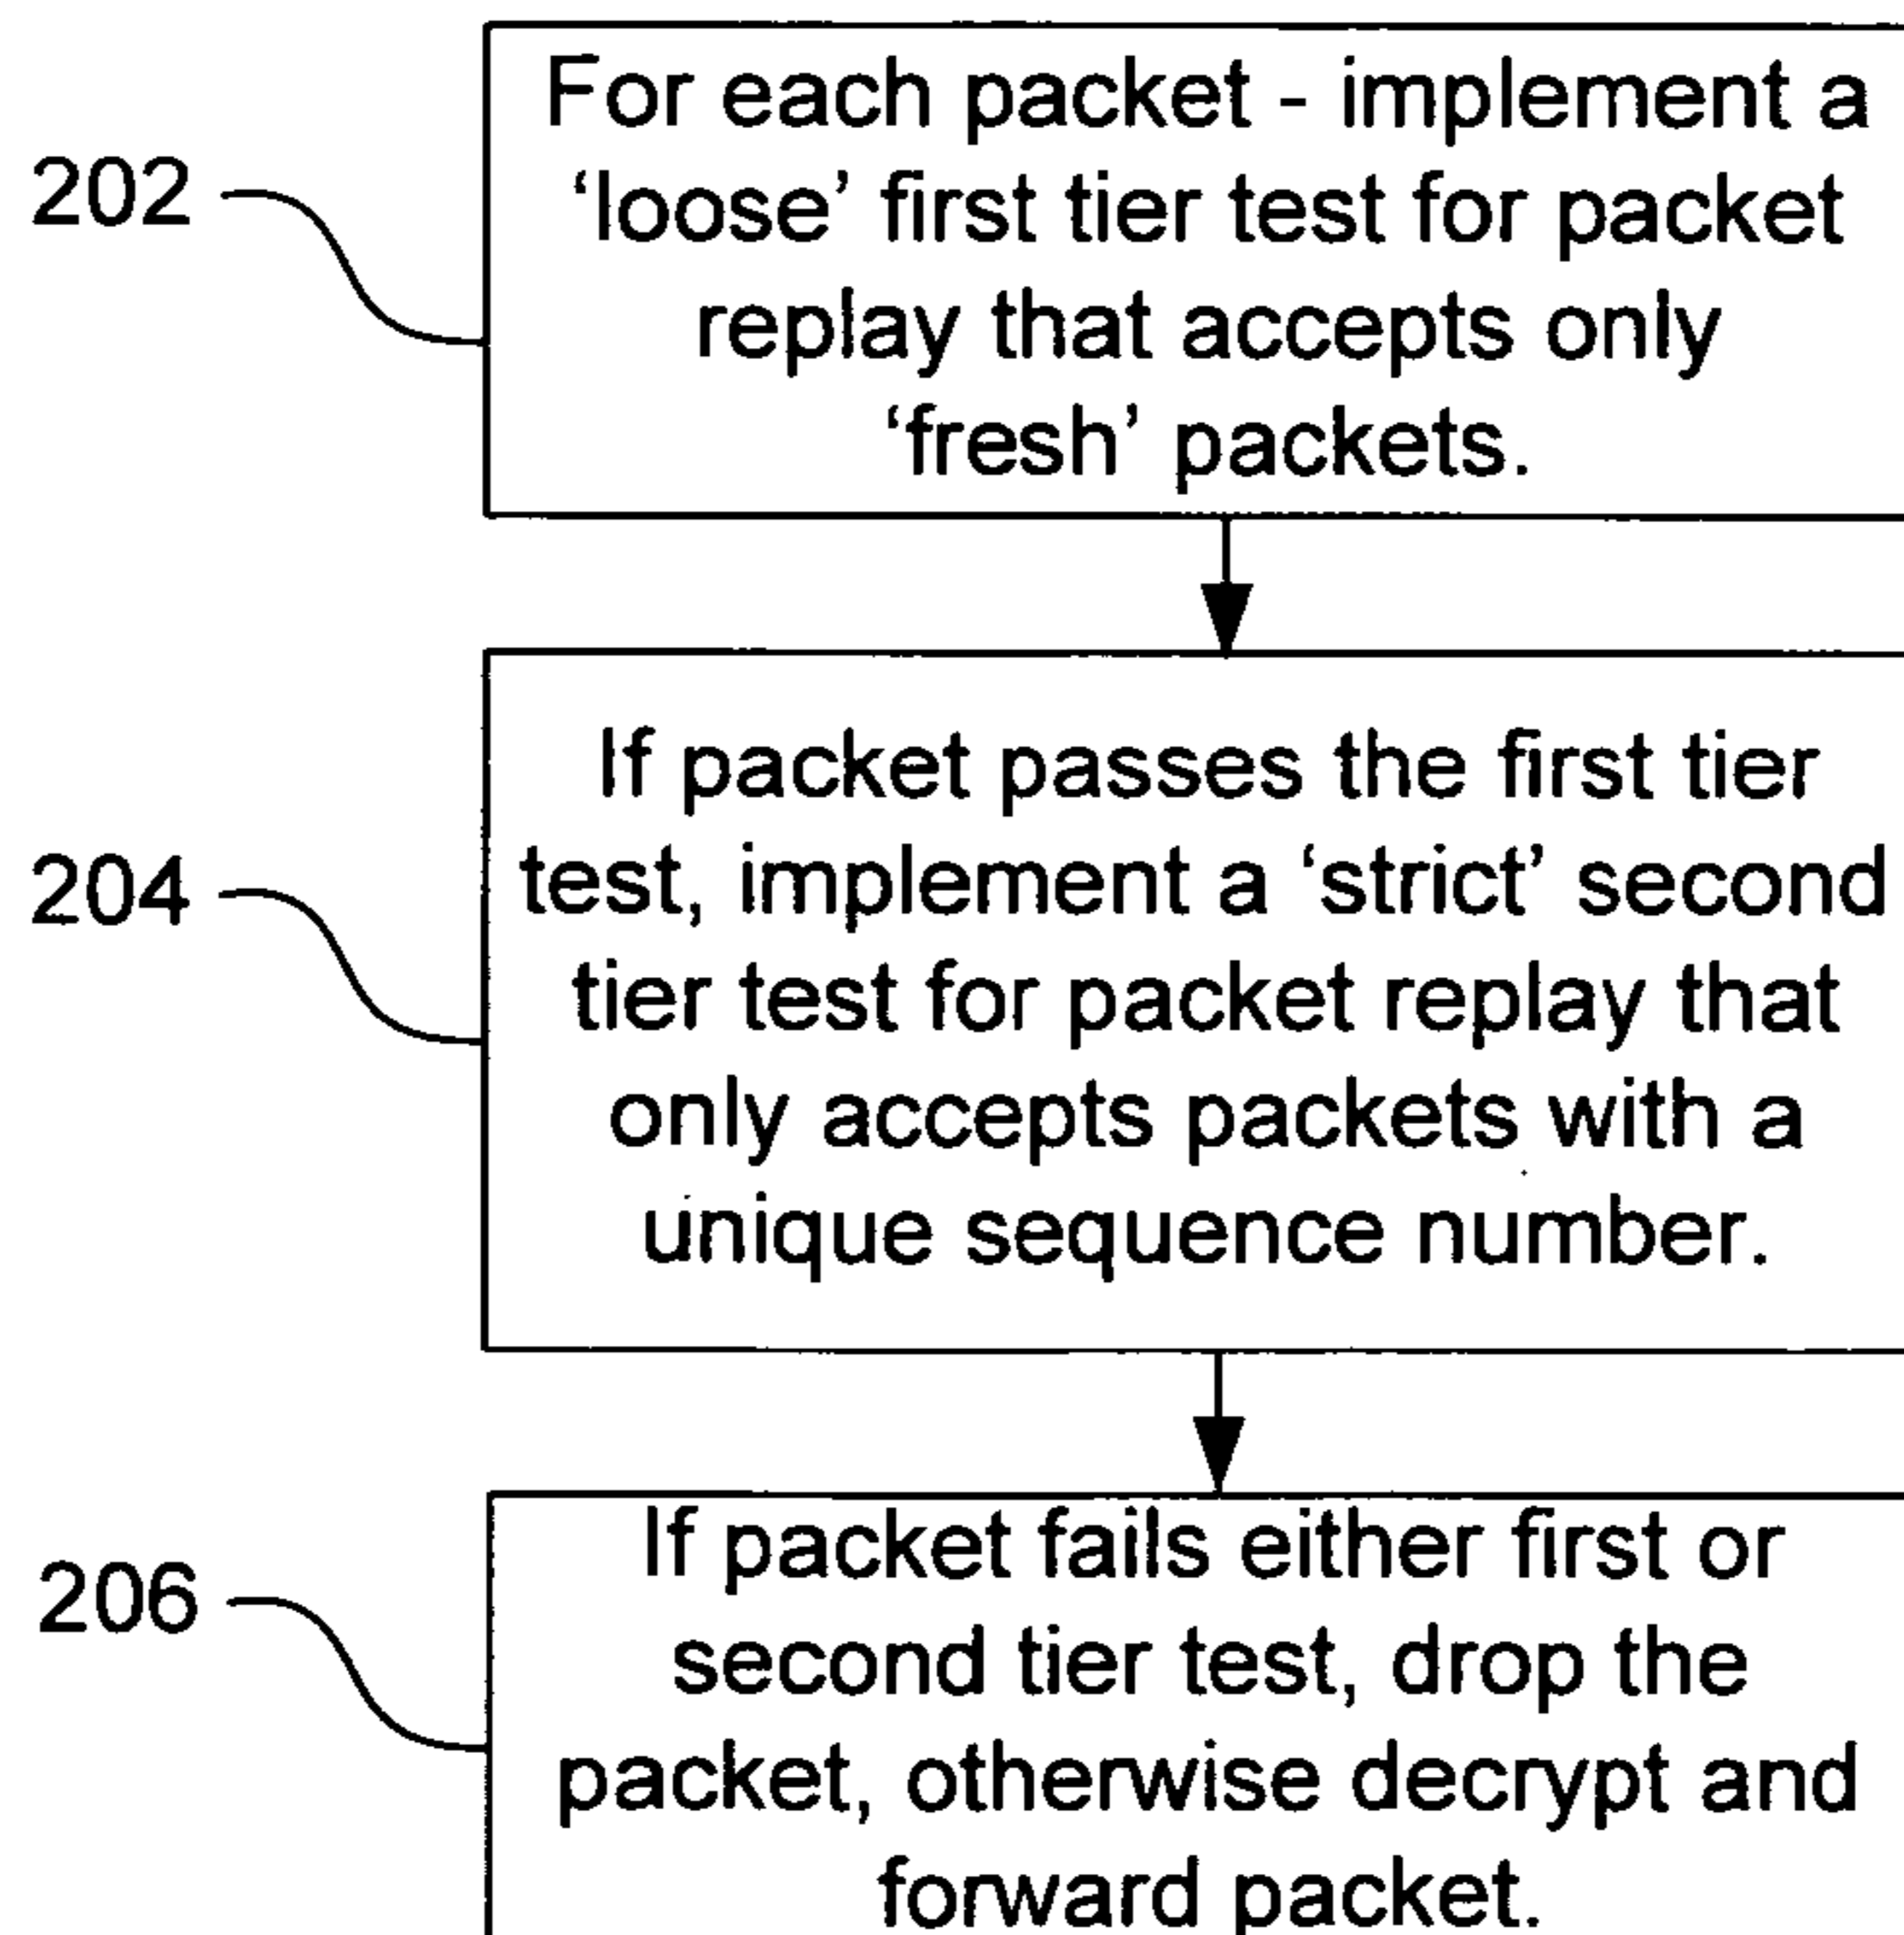 For each packet - implement a
202
‘loose’ first tier test for packet
replay that accepts only
‘fresh’ packets.
If packet passes the first tier
204
test, implement a ‘strict’ second
tier test for packet replay that
only accepts packets with a
unique sequence number.
If packet fails either first or
206
second tier test, drop the
packet, otherwise decrypt and
forward packet.